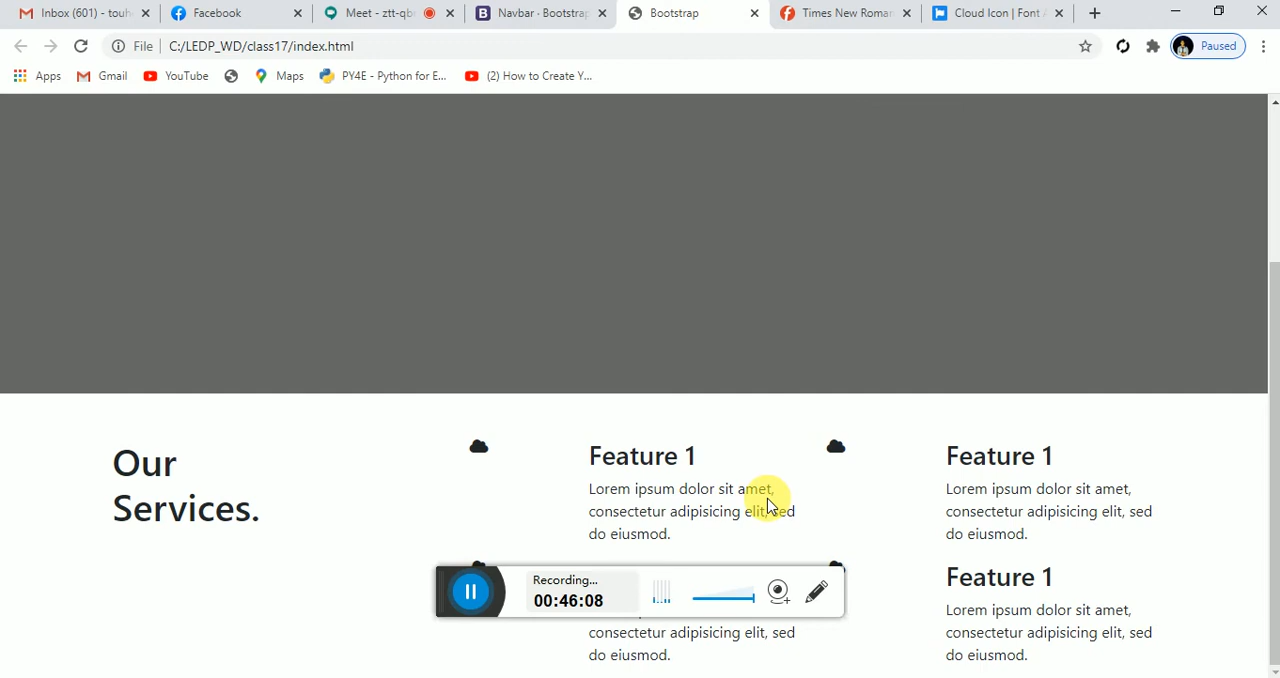 Inbox (601) - touh
Facebook
Meet - ztt-qb
Navbar · Bootstrap
Bootstrap
Times New Roman
Cloud Icon | Font A
File
C:/LEDP_WD/class17/index.html
Paused
Apps
Gmail
YouTube
Maps
PY4E - Python for E...
(2) How to Create Y...
Our
Services.
Feature 1
Lorem ipsum dolor sit amet,
consectetur adipisicing elit, sed
do eiusmod.
Feature 1
Lorem ipsum dolor sit amet,
consectetur adipisicing elit, sed
do eiusmod.
Recording...
00:46:08
consectetur adipisicing elit, sed
do eiusmod.
Feature 1
Lorem ipsum dolor sit amet,
consectetur adipisicing elit, sed
do eiusmod.